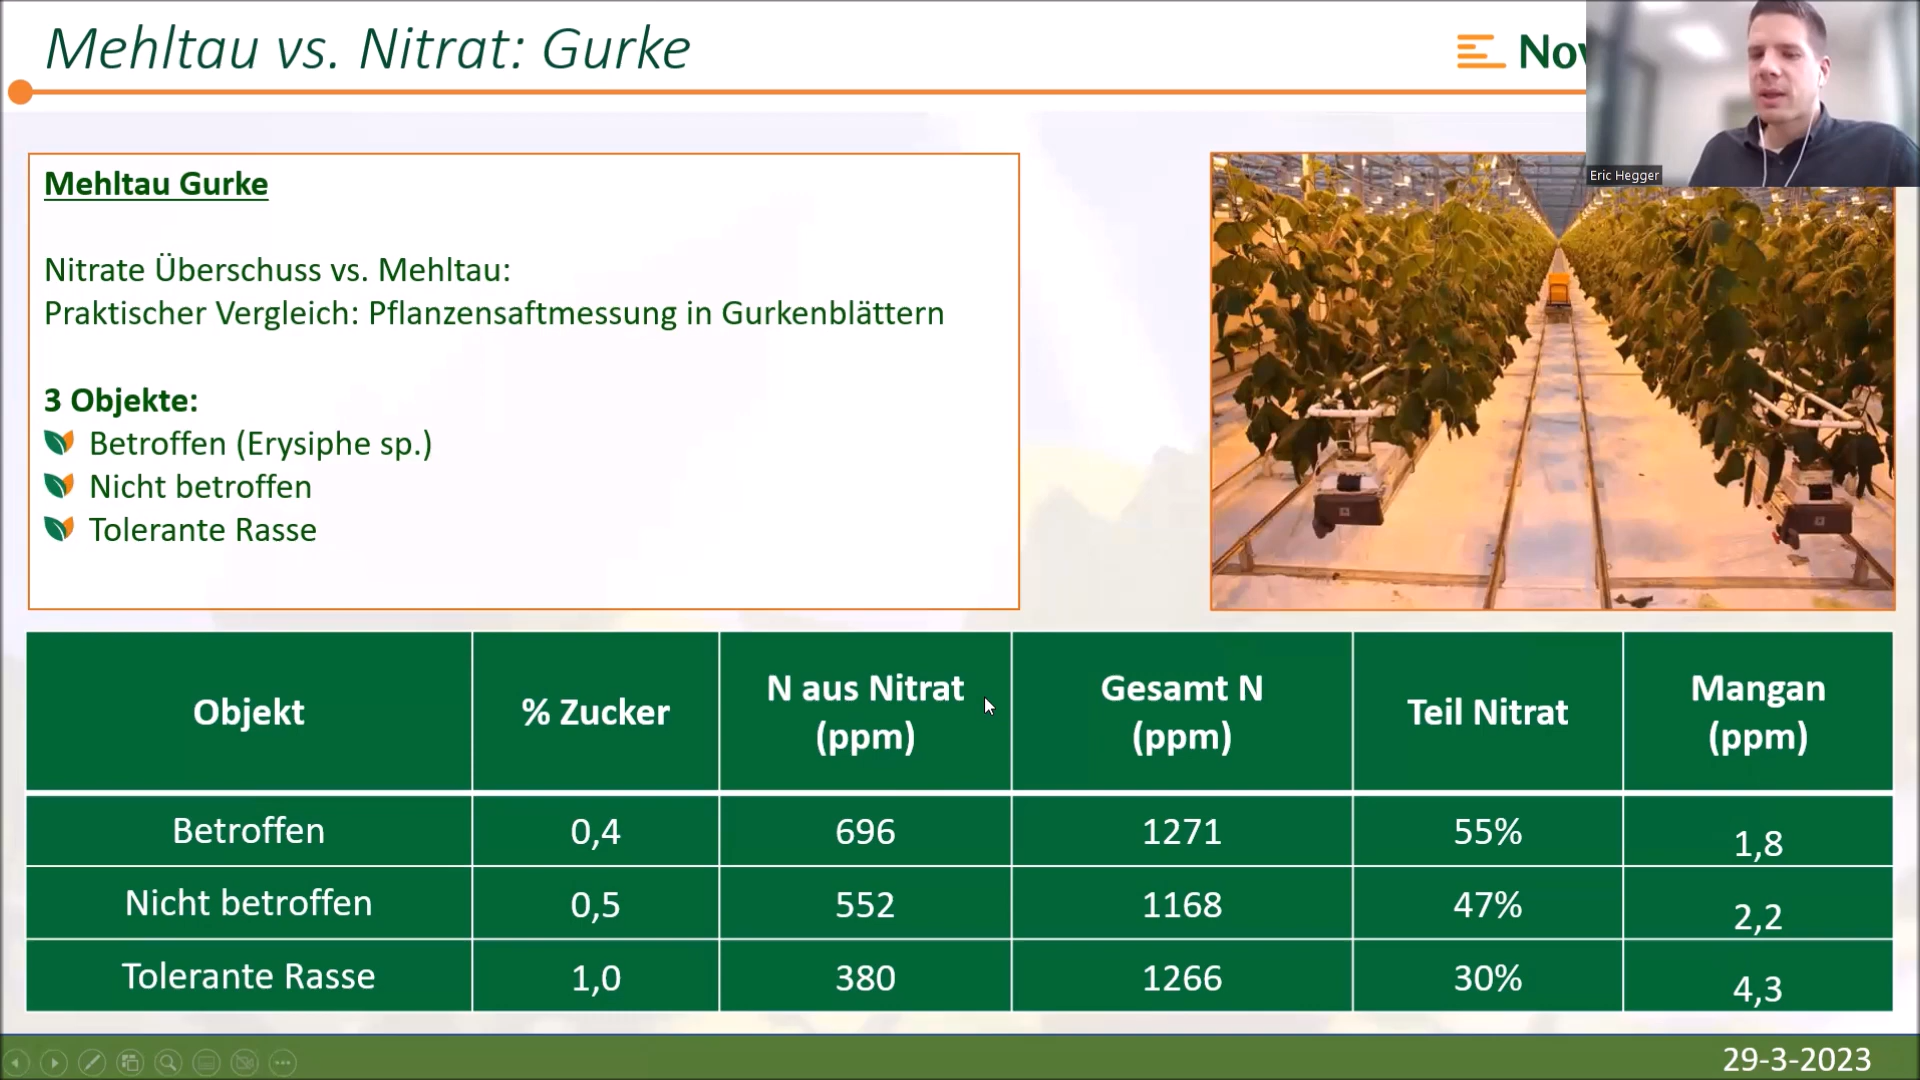 Mehltau vs. Nitrat: Gurke
Eric Hegger
Mehltau Gurke
Nitrate Überschuss vs. Mehltau:
Praktischer Vergleich: Pflanzensaftmessung in Gurkenblättern
3 Objekte:
Betroffen (Erysiphe sp.)
Nicht betroffen
Tolerante Rasse
Objekt % Zucker N aus Nitrat (ppm) Gesamt N (ppm) Teil Nitrat Mangan (ppm)
Betroffen 0,4 696 1271 55% 1,8
Nicht betroffen 0,5 552 1168 47% 2,2
Tolerante Rasse 1,0 380 1266 30% 4,3
29-3-2023